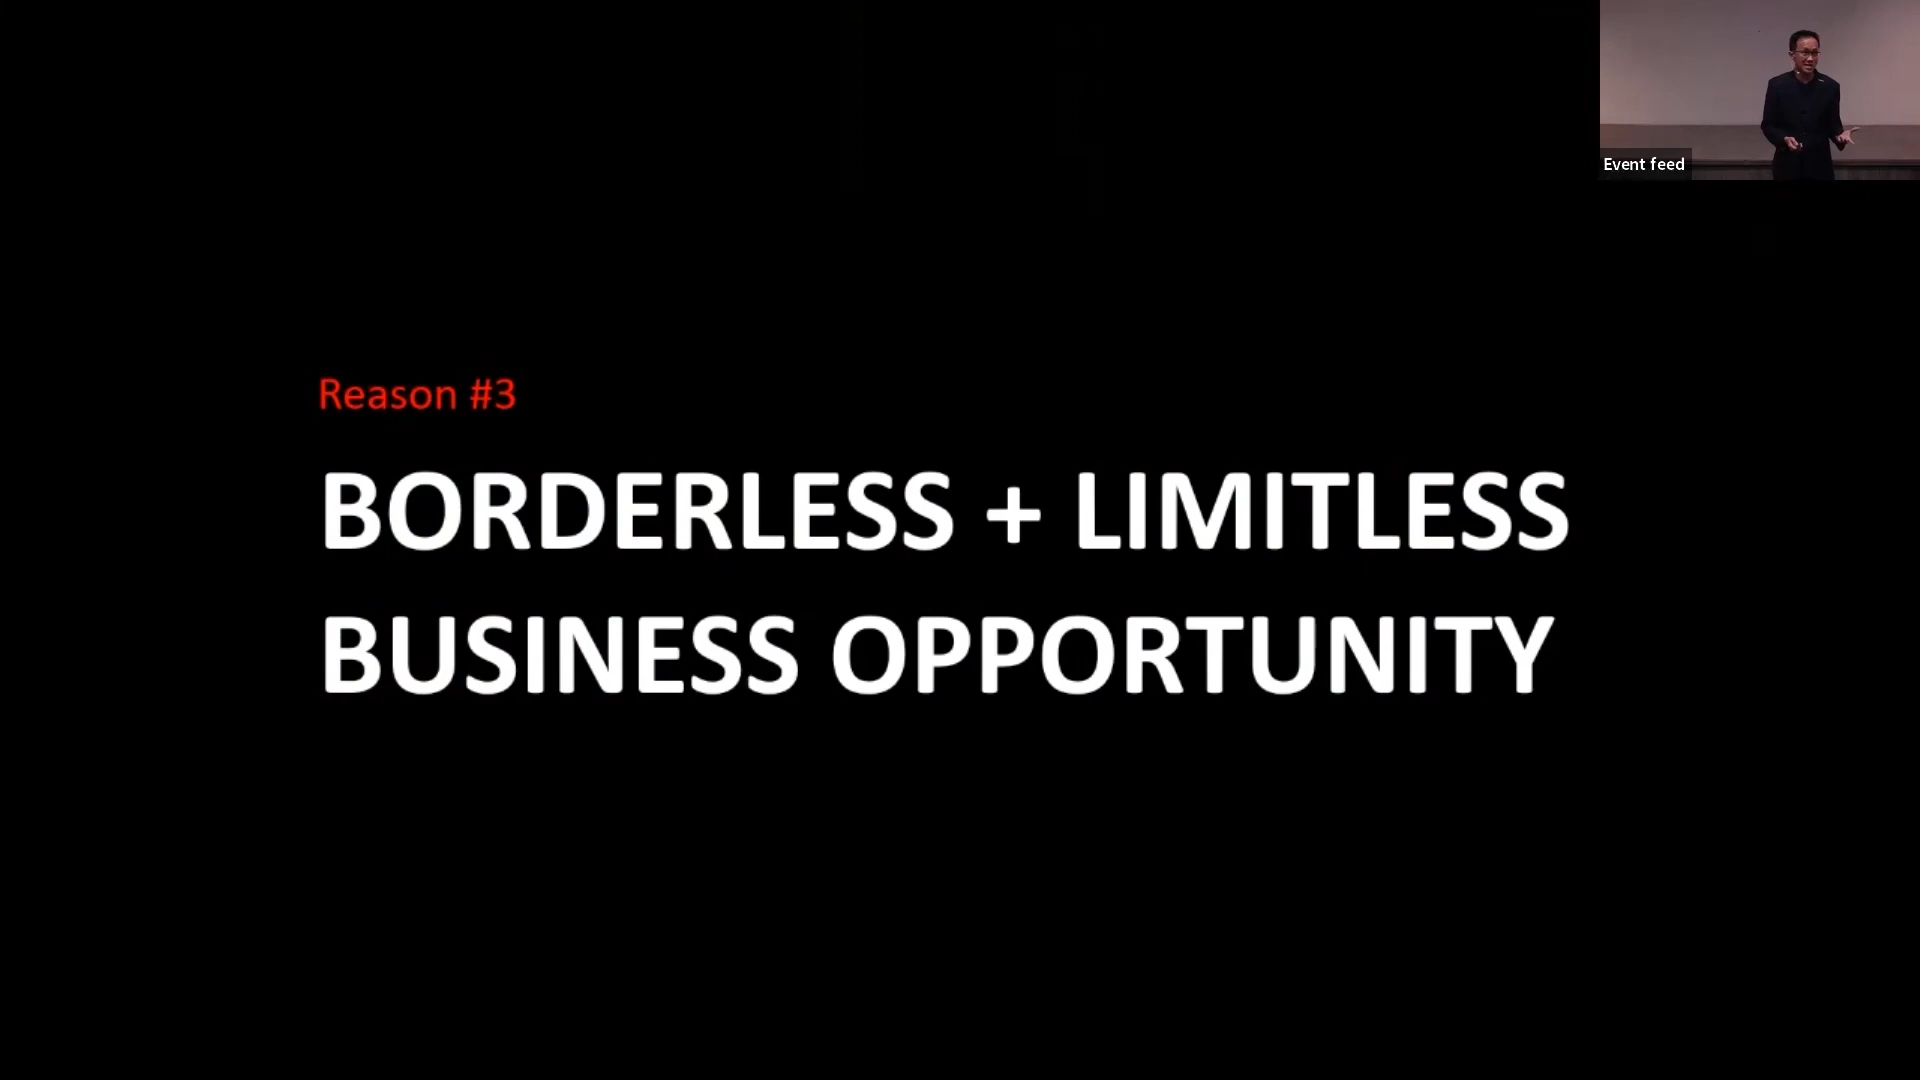 Event feed
Reason #3
BORDERLESS + LIMITLESS
BUSINESS OPPORTUNITY